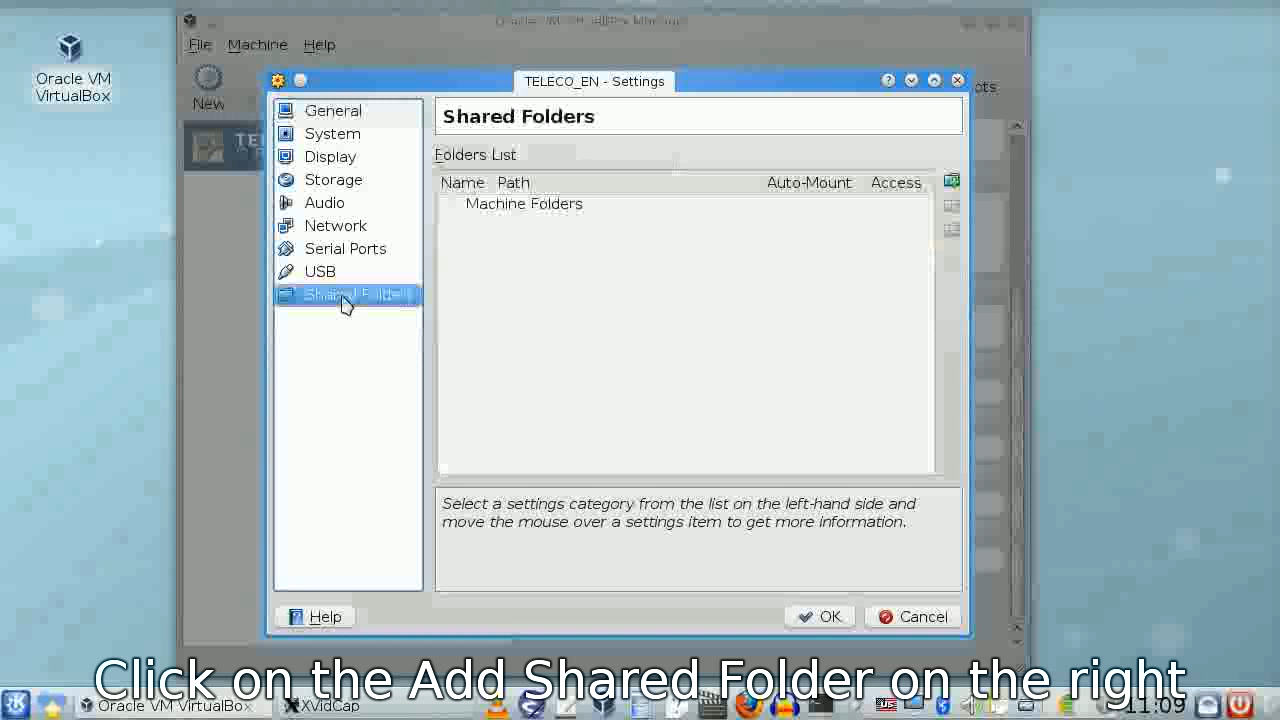 Oracle VM
VirtualBox
File Machine Help
New
TELECO_EN - Settings
General
System
Display
Storage
Audio
Network
Serial Ports
USB
Shared Folders
Shared Folders
Folders List
Name Path Auto-Mount Access
Machine Folders
Select a settings category from the list on the left-hand side and
move the mouse over a settings item to get more information.
Help
OK
Cancel
Click on the Add Shared Folder on the right
Oracle VM VirtualBox
XVidCap
11:09